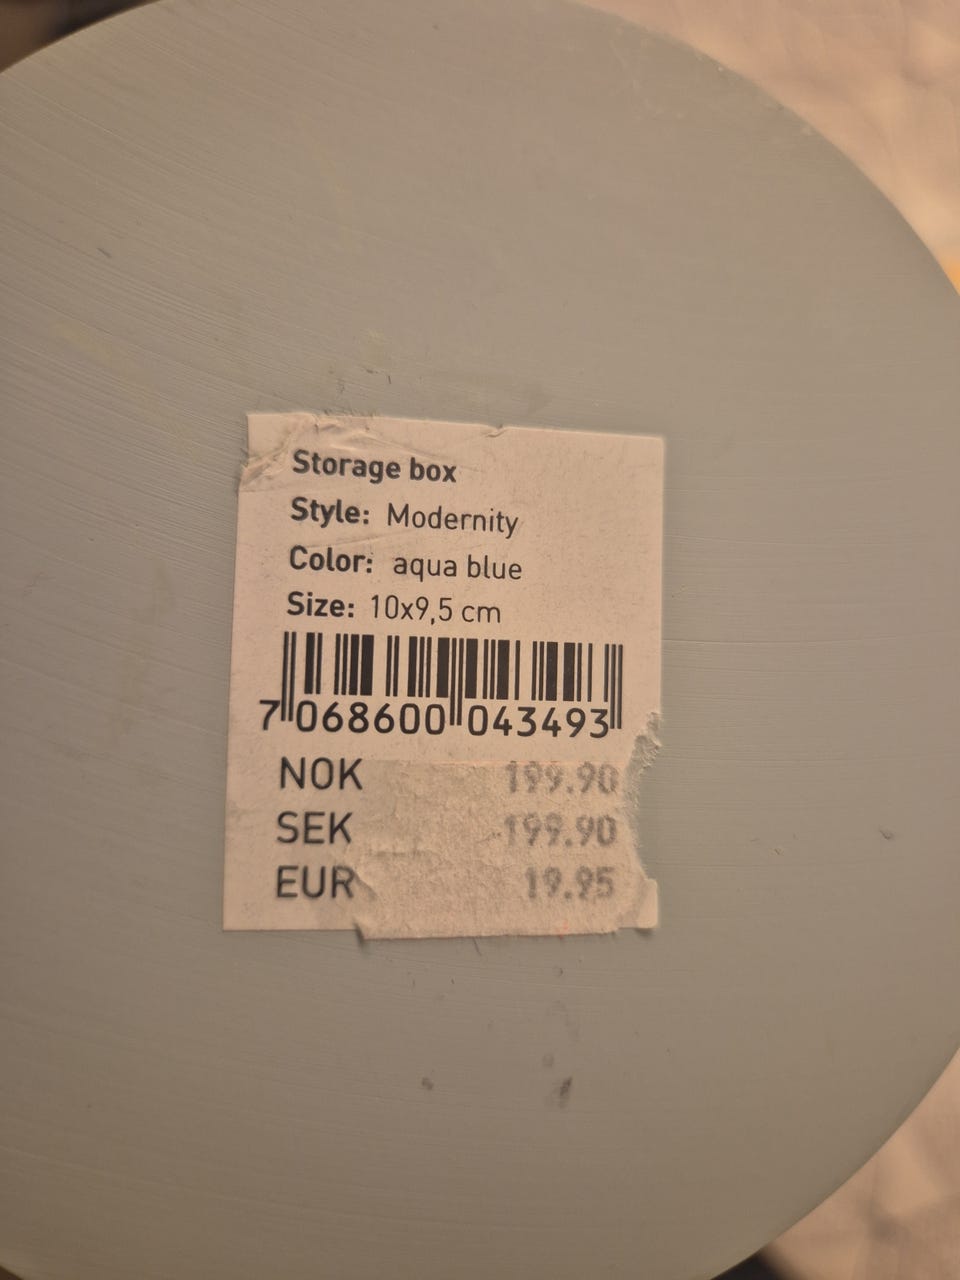 Storage box
Style: Modernity
Color: aqua blue
Size: 10x9,5 cm
7 068600 043493
NOK 199.90
SEK 199.90
EUR 19.95